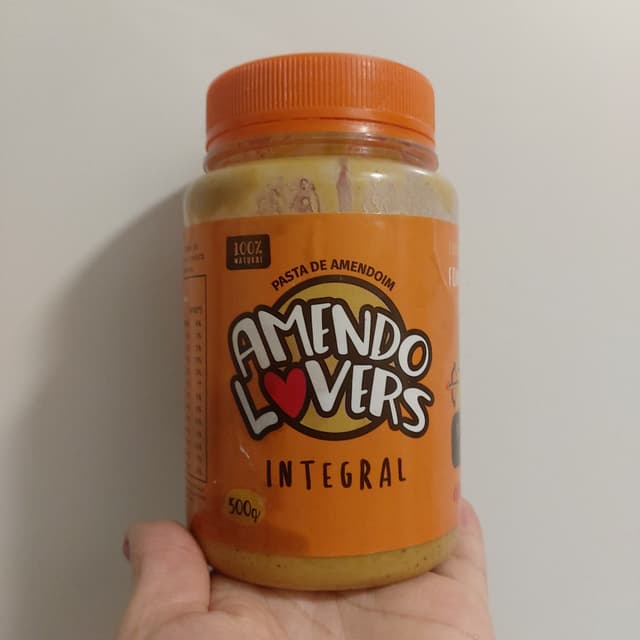 100%
NATURAL
PASTA DE AMENDOIM
AMENDO
LOVERS
INTEGRAL
500g